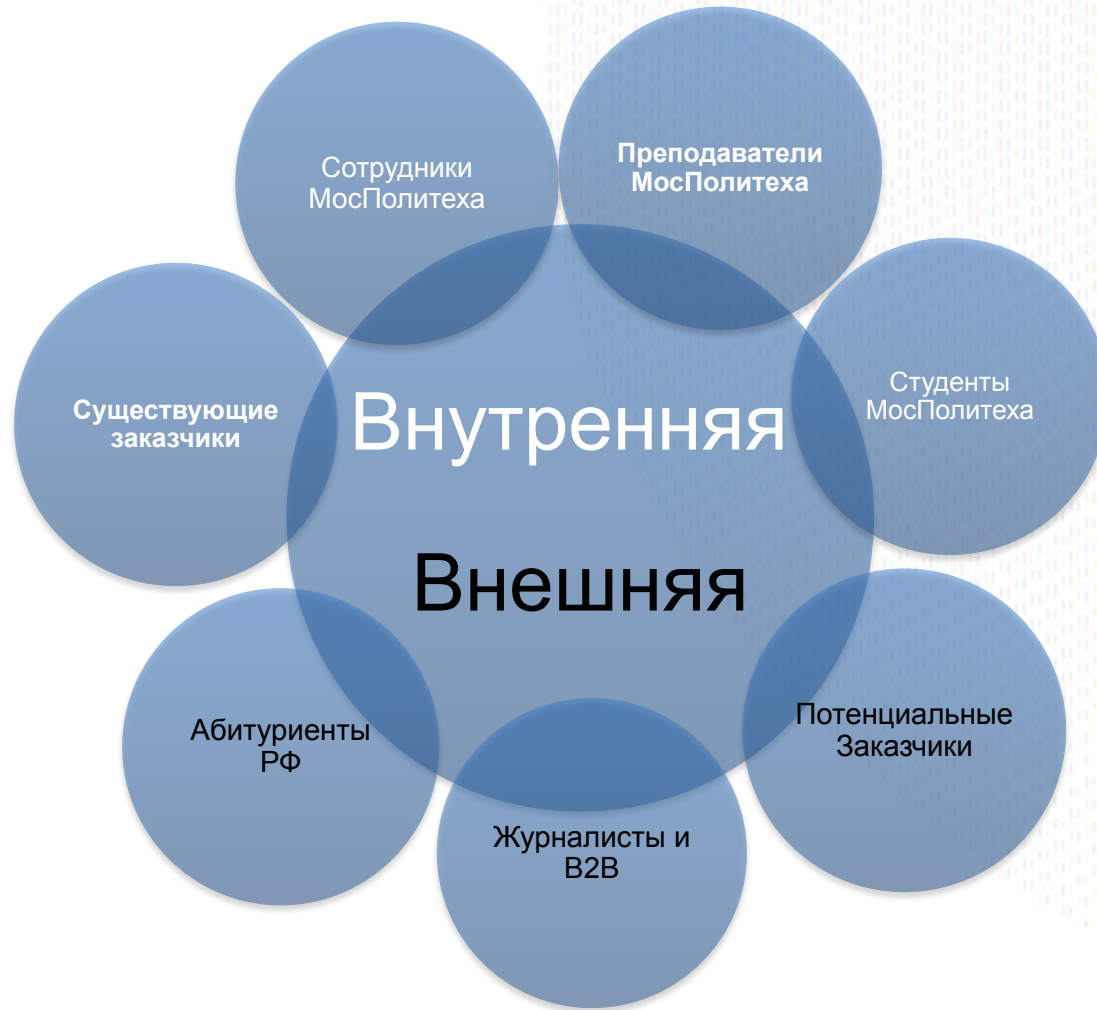 Сотрудники
МосПолитеха
Преподаватели
МосПолитеха
Существующие
заказчики
Студенты
МосПолитеха
Внутренняя
Внешняя
Абитуриенты
РФ
Потенциальные
Заказчики
Журналисты и
B2B